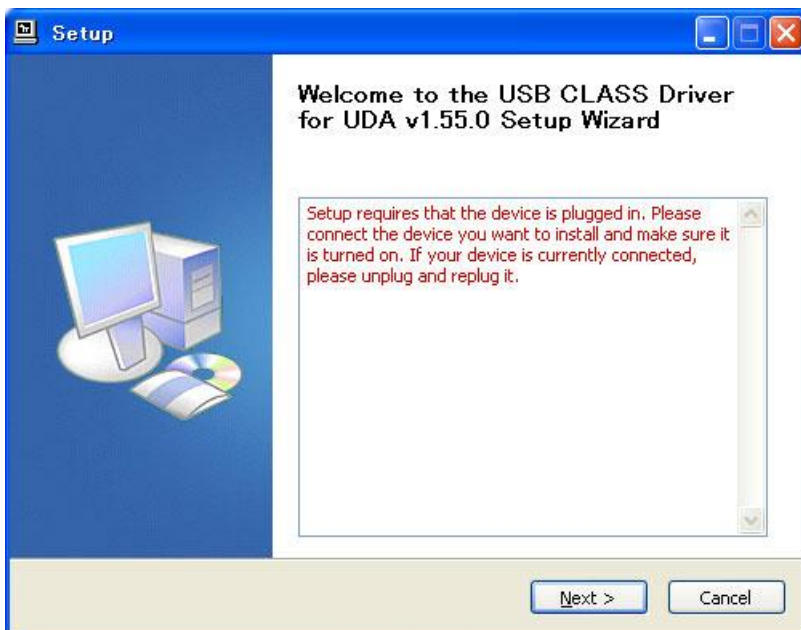 Setup
Welcome to the USB CLASS Driver
for UDA v1.55.0 Setup Wizard
Setup requires that the device is plugged in. Please
connect the device you want to install and make sure it
is turned on. If your device is currently connected,
please unplug and replug it.
Next >
Cancel